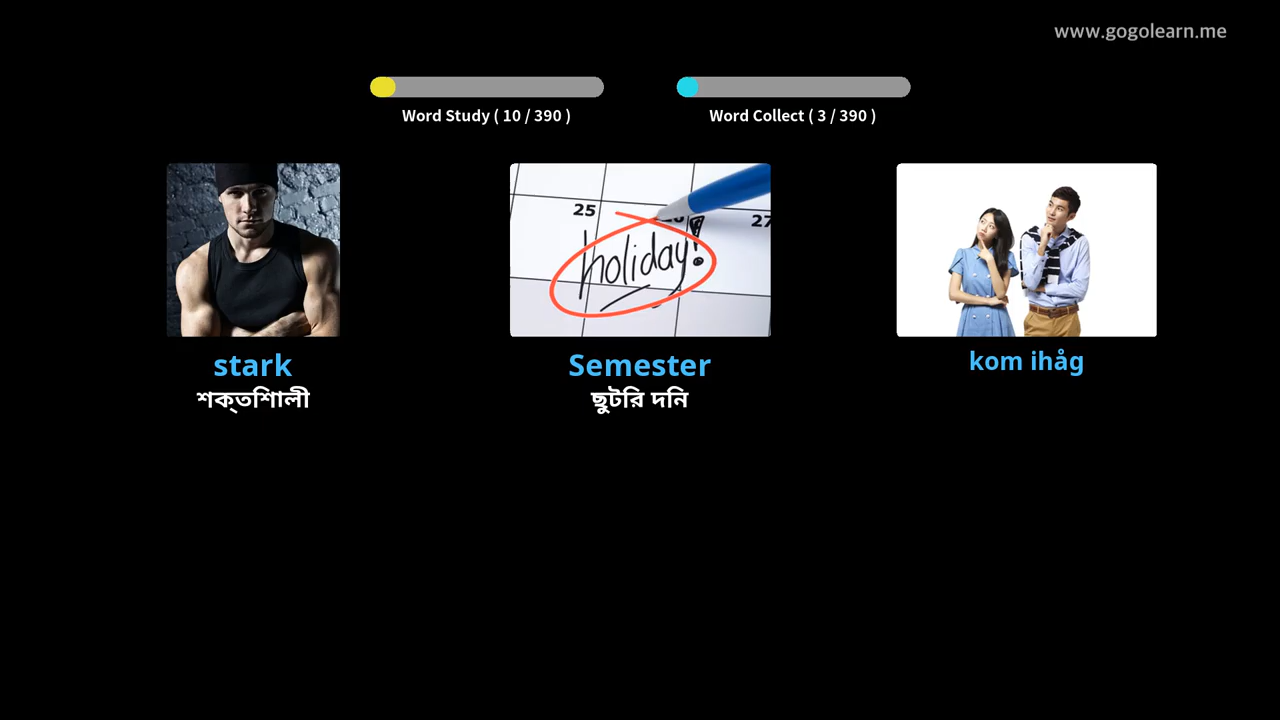 www.gogolearn.me
Word Study ( 10 / 390 )
Word Collect ( 3 / 390 )
25
27
holiday!
stark
Semester
kom ihåg
শক্তিশালী
ছুটির দিন